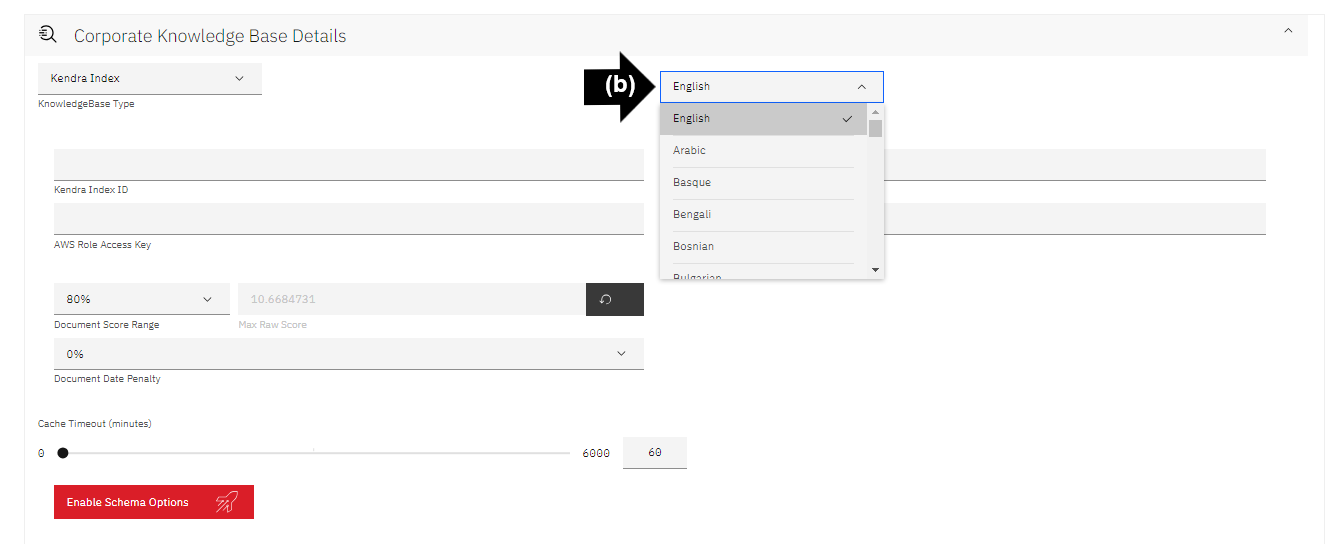 Corporate Knowledge Base Details
Kendra Index
KnowledgeBase Type
(b)
English
English
Arabic
Basque
Bengali
Bosnian
Bulgarian
Kendra Index ID
AWS Role Access Key
80%
Document Score Range
10.6684731
Max Raw Score
0%
Document Date Penalty
Cache Timeout (minutes)
0
6000
60
Enable Schema Options